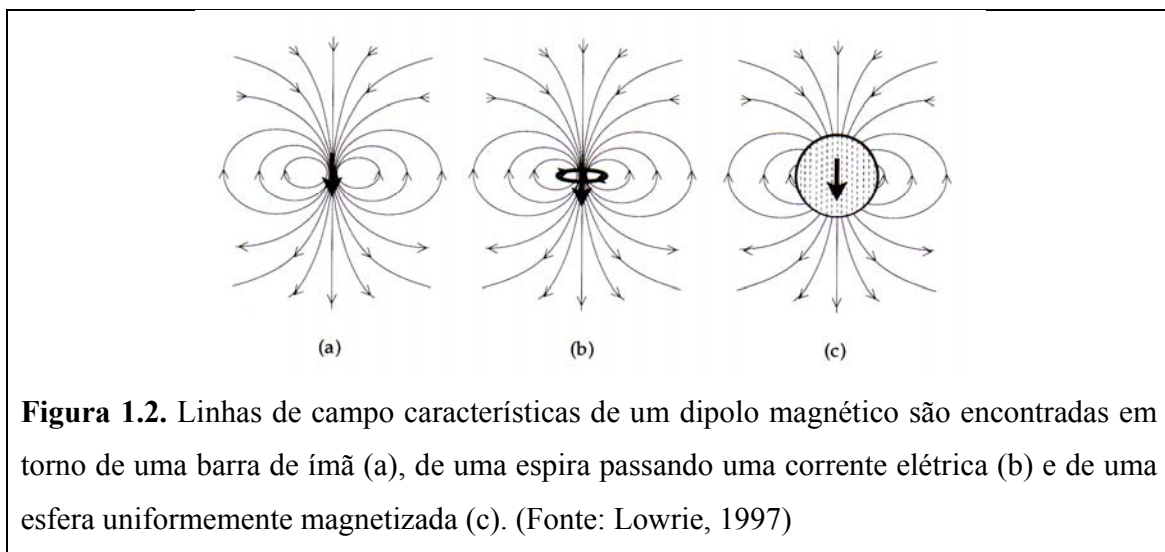 (a) (b) (c)
Figura 1.2. Linhas de campo características de um dipolo magnético são encontradas em
torno de uma barra de ímã (a), de uma espira passando uma corrente elétrica (b) e de uma
esfera uniformemente magnetizada (c). (Fonte: Lowrie, 1997)